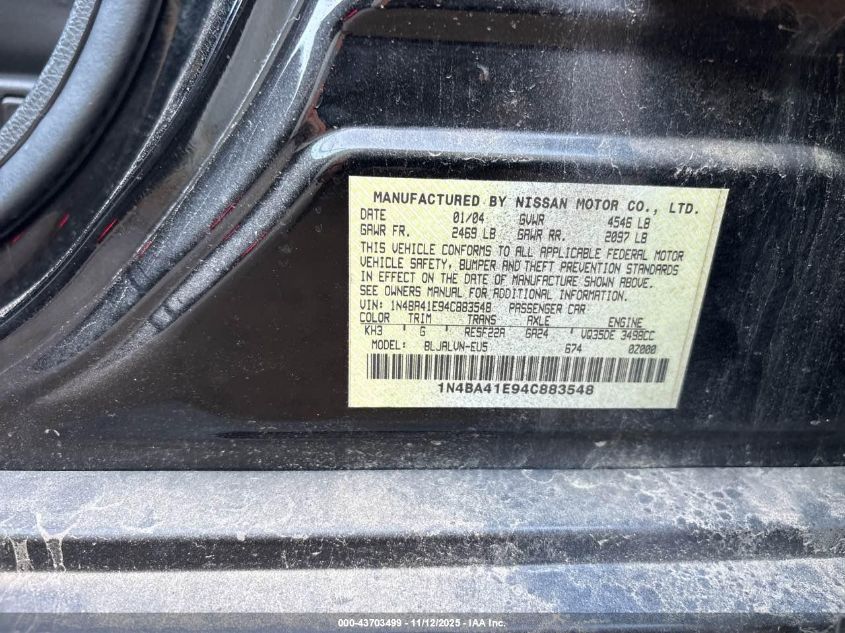 MANUFACTURED BY NISSAN MOTOR CO., LTD.
DATE 01/04 GVWR 4546 LB
GAWR FR. 2469 LB GAWR RR. 2097 LB
THIS VEHICLE CONFORMS TO ALL APPLICABLE FEDERAL MOTOR
VEHICLE SAFETY, BUMPER AND THEFT PREVENTION STANDARDS
IN EFFECT ON THE DATE OF MANUFACTURE SHOWN ABOVE.
SEE OWNERS MANUAL FOR ADDITIONAL INFORMATION.
VIN: 1N4BA41E94C883548 PASSENGER CAR
COLOR TRIM TRANS AXLE ENGINE
KH3 G RE5F22A GA24 VQ35DE 3498CC
MODEL: BLJALVN-EU5 674 0Z000
1N4BA41E94C883548
000-43703499 - 11/12/2025 - © IAA Inc.